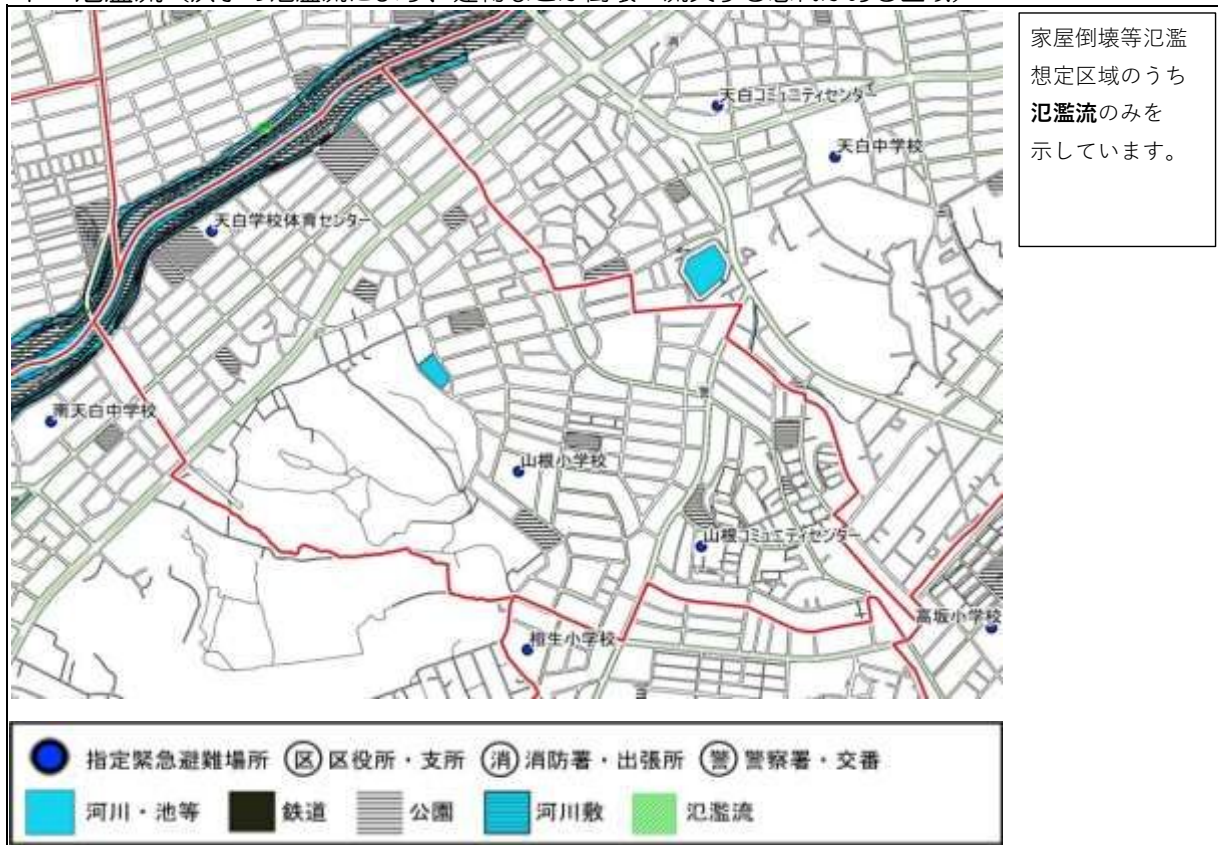 家屋倒壊等氾濫
想定区域のうち
氾濫流のみを
示しています。
消
天白コミュニティセンター
天白中学校
天白学校体育センター
南天白中学校
警
山根小学校
山根コミュニティセンター
高坂小学校
相生小学校
指定緊急避難場所 区 区役所・支所 消 消防署・出張所 警 警察署・交番
河川・池等 鉄道 公園 河川敷 氾濫流